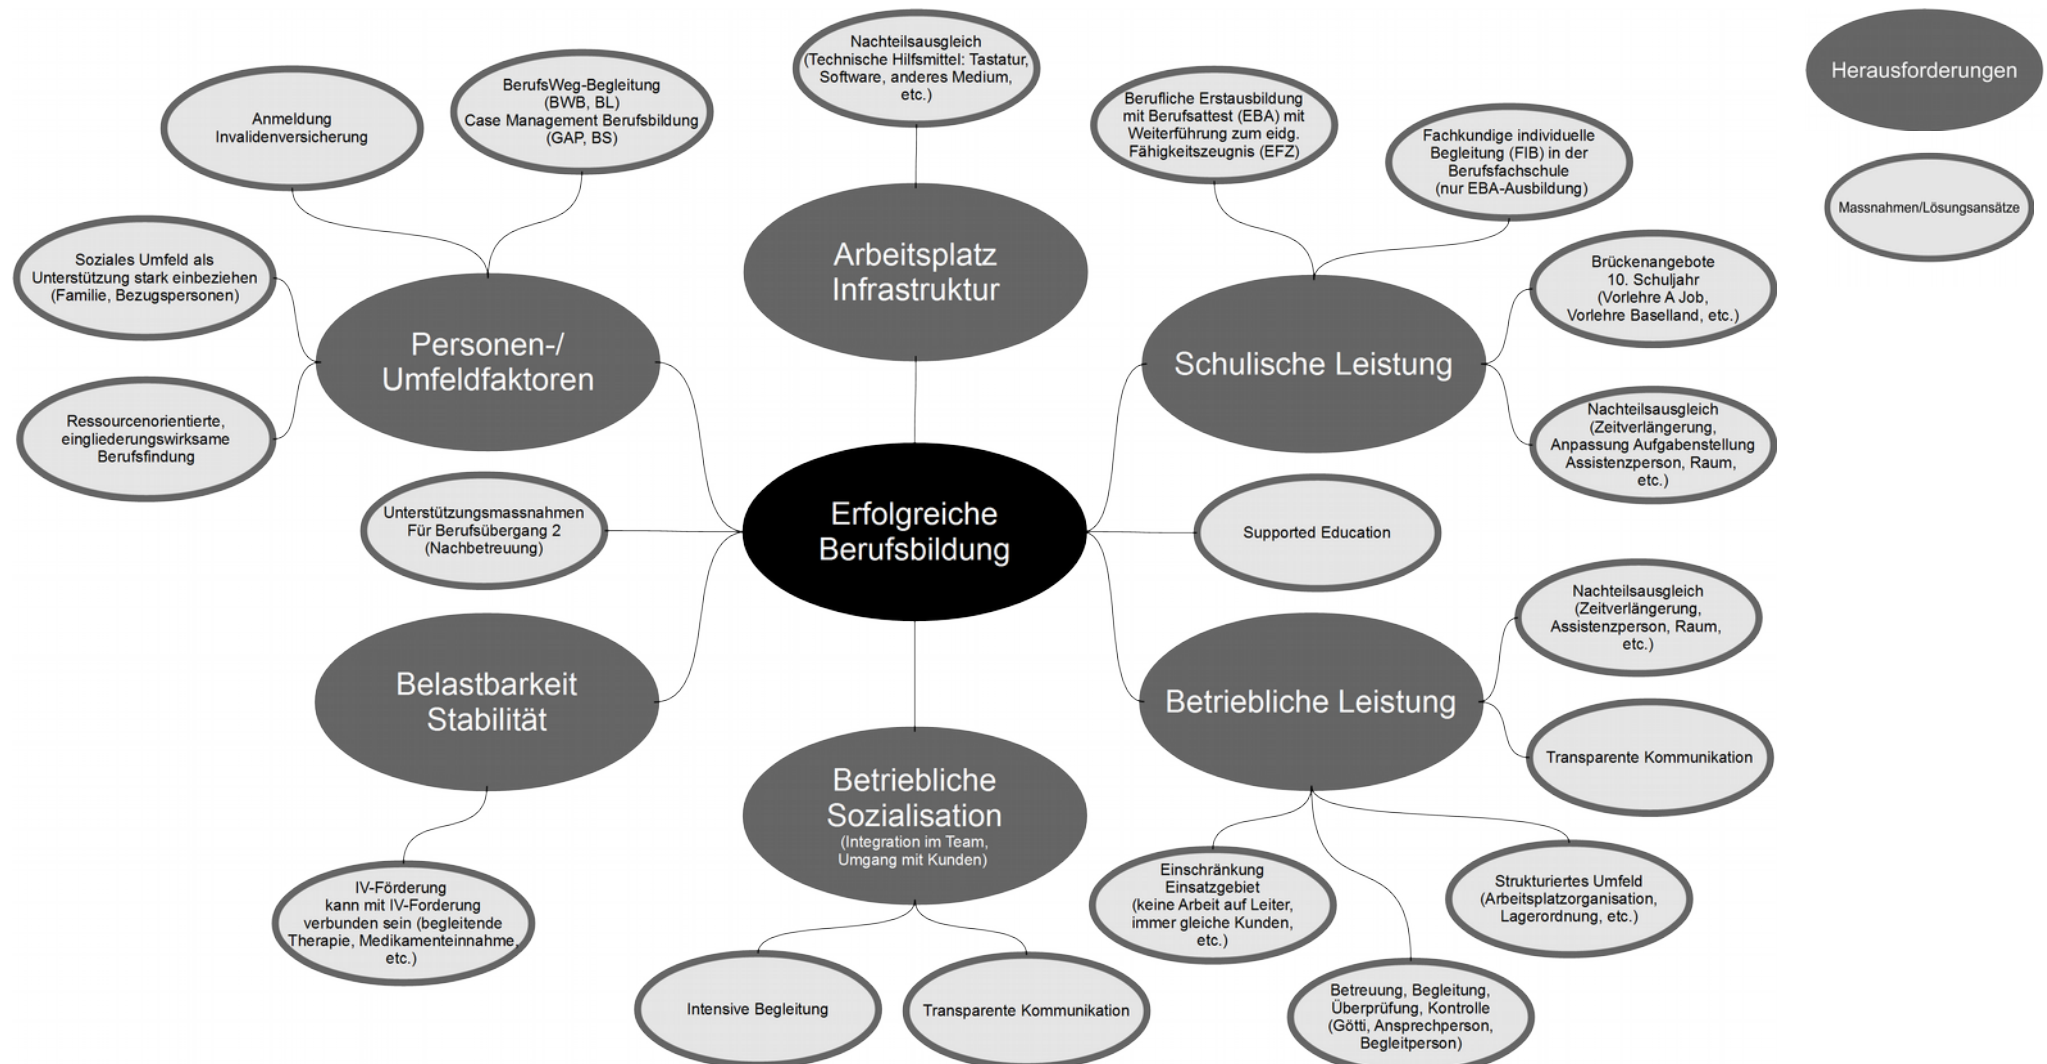 Nachteilsausgleich
(Technische Hilfsmittel: Tastatur,
Software, anderes Medium,
etc.)
Herausforderungen
BerufsWeg-Begleitung
(BWB, BL)
Case Management Berufsbildung
(GAP, BS)
Anmeldung
Invalidenversicherung
Berufliche Erstausbildung
mit Berufsattest (EBA) mit
Weiterführung zum eidg.
Fähigkeitszeugnis (EFZ)
Fachkundige individuelle
Begleitung (FIB) in der
Berufsfachschule
(nur EBA-Ausbildung)
Massnahmen/Lösungsansätze
Soziales Umfeld als
Unterstützung stark einbeziehen
(Familie, Bezugspersonen)
Arbeitsplatz
Infrastruktur
Brückenangebote
10. Schuljahr
(Vorlehre A Job,
Vorlehre Baselland, etc.)
Personen-/
Umfeldfaktoren
Schulische Leistung
Ressourcenorientierte,
eingliederungswirksame
Berufsfindung
Nachteilsausgleich
(Zeitverlängerung,
Anpassung Aufgabenstellung
Assistenzperson, Raum,
etc.)
Unterstützungsmassnahmen
Für Berufsübergang 2
(Nachbetreuung)
Erfolgreiche
Berufsbildung
Supported Education
Nachteilsausgleich
(Zeitverlängerung,
Assistenzperson, Raum,
etc.)
Belastbarkeit
Stabilität
Betriebliche Leistung
Transparente Kommunikation
Betriebliche
Sozialisation
(Integration im Team,
Umgang mit Kunden)
IV-Förderung
kann mit IV-Forderung
verbunden sein (begleitende
Therapie, Medikamenteinnahme,
etc.)
Einschränkung
Einsatzgebiet
(keine Arbeit auf Leiter,
immer gleiche Kunden,
etc.)
Strukturiertes Umfeld
(Arbeitsplatzorganisation,
Lagerordnung, etc.)
Intensive Begleitung
Transparente Kommunikation
Betreuung, Begleitung,
Überprüfung, Kontrolle
(Götti, Ansprechperson,
Begleitperson)